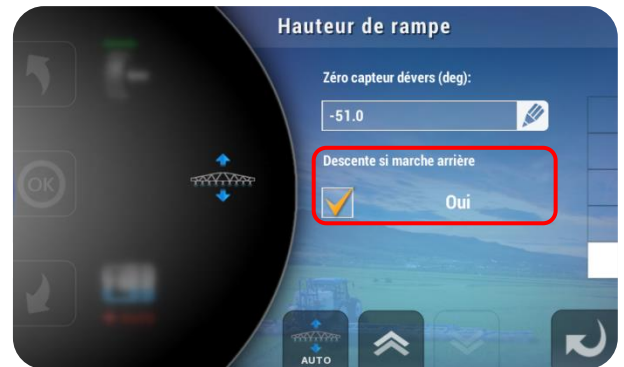 Hauteur de rampe
Zéro capteur dévers (deg):
-51.0
Descente si marche arrière
Oui
OK
AUTO